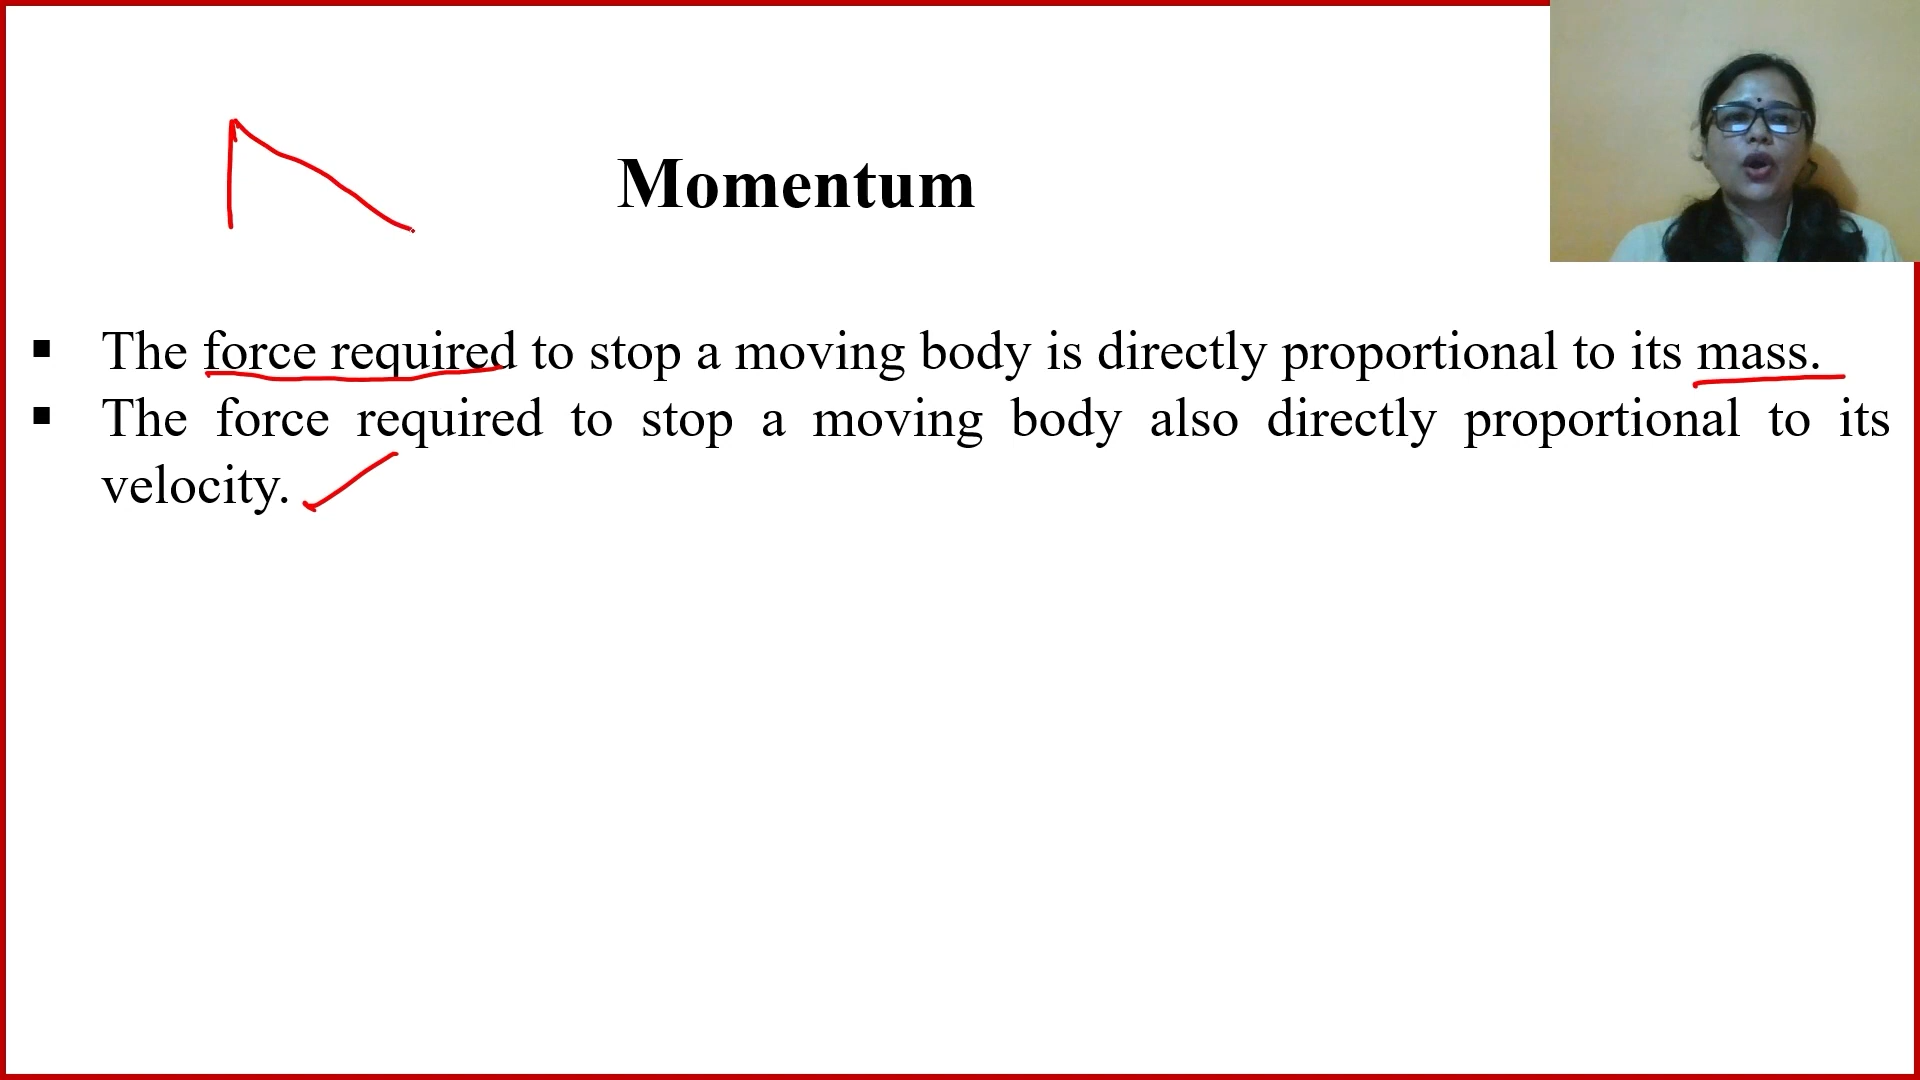 Momentum
▪ The force required to stop a moving body is directly proportional to its mass.
▪ The force required to stop a moving body also directly proportional to its
velocity.